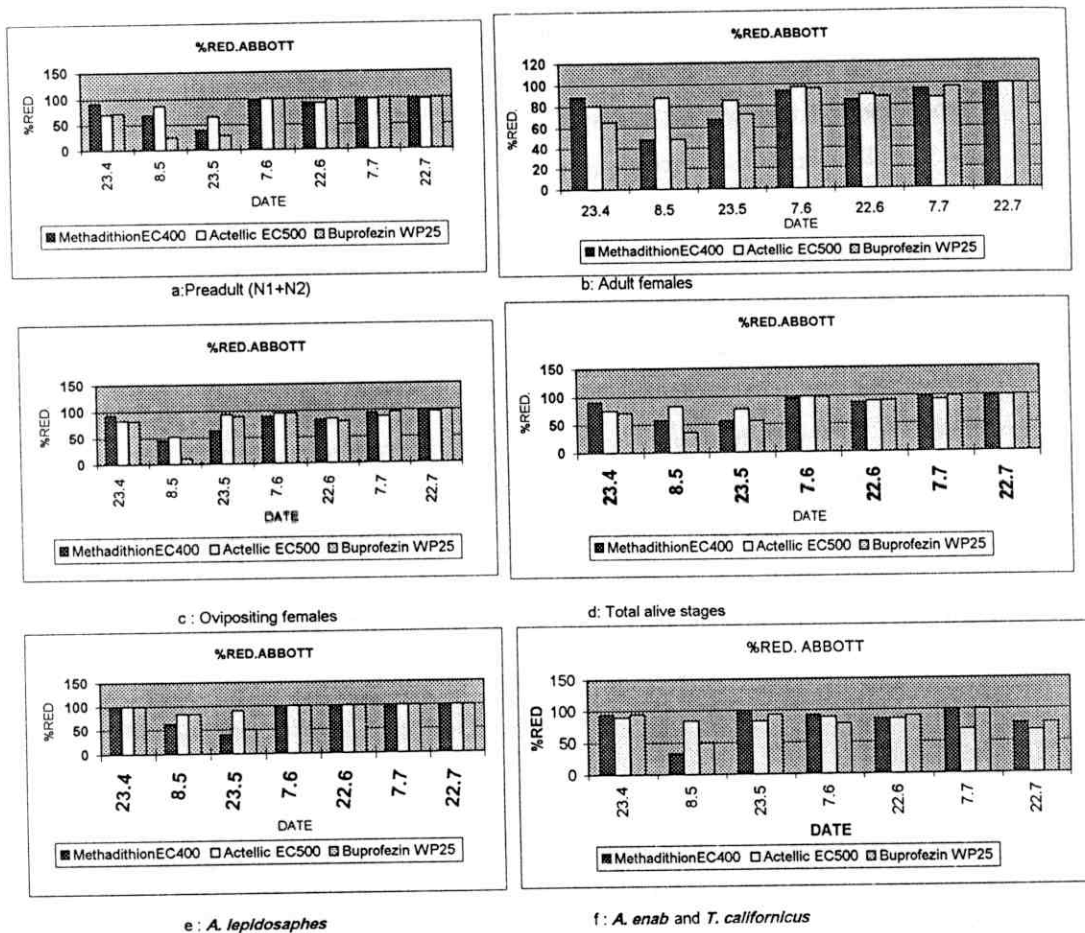 %RED.ABBOTT
%RED.
150
100
50
0
23.4
8.5
23.5
7.6
22.6
7.7
22.7
DATE
MethadithionEC400 Actellic EC500 Buprofezin WP25
a:Preadult (N1+N2)
%RED.ABBOTT
%RED.
120
100
80
60
40
20
0
23.4 8.5 23.5 7.6 22.6 7.7 22.7
DATE
MethadithionEC400 Actellic EC500 Buprofezin WP25
b: Adult females
%RED.ABBOTT
%RED.
150
100
50
0
23.4
8.5
23.5
7.6
22.6
7.7
22.7
DATE
MethadithionEC400 Actellic EC500 Buprofezin WP25
c : Ovipositing females
%RED.ABBOTT
%RED.
150
100
50
0
23.4
8.5
23.5
7.6
22.6
7.7
22.7
DATE
MethadithionEC400 Actellic EC500 Buprofezin WP25
d: Total alive stages
%RED.ABBOTT
%RED
150
100
50
0
23.4
8.5
23.5
7.6
22.6
7.7
22.7
DATE
MethadithionEC400 Actellic EC500 Buprofezin WP25
e : A. lepidosaphes
%RED. ABBOTT
%RED
150
100
50
0
23.4
8.5
23.5
7.6
22.6
7.7
22.7
DATE
MethadithionEC400 Actellic EC500 Buprofezin WP25
f : A. enab and T. californicus